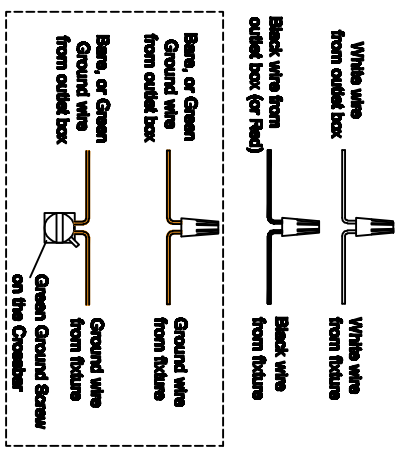 White wire
from outlet box
White wire
from fixture
Black wire from
outlet box (or Red)
Black wire
from fixture
Bare, or Green
Ground wire
from outlet box
Ground wire
from fixture
Bare, or Green
Ground wire
from outlet box
Ground wire
from fixture
Green Ground Screw
on the Crossbar